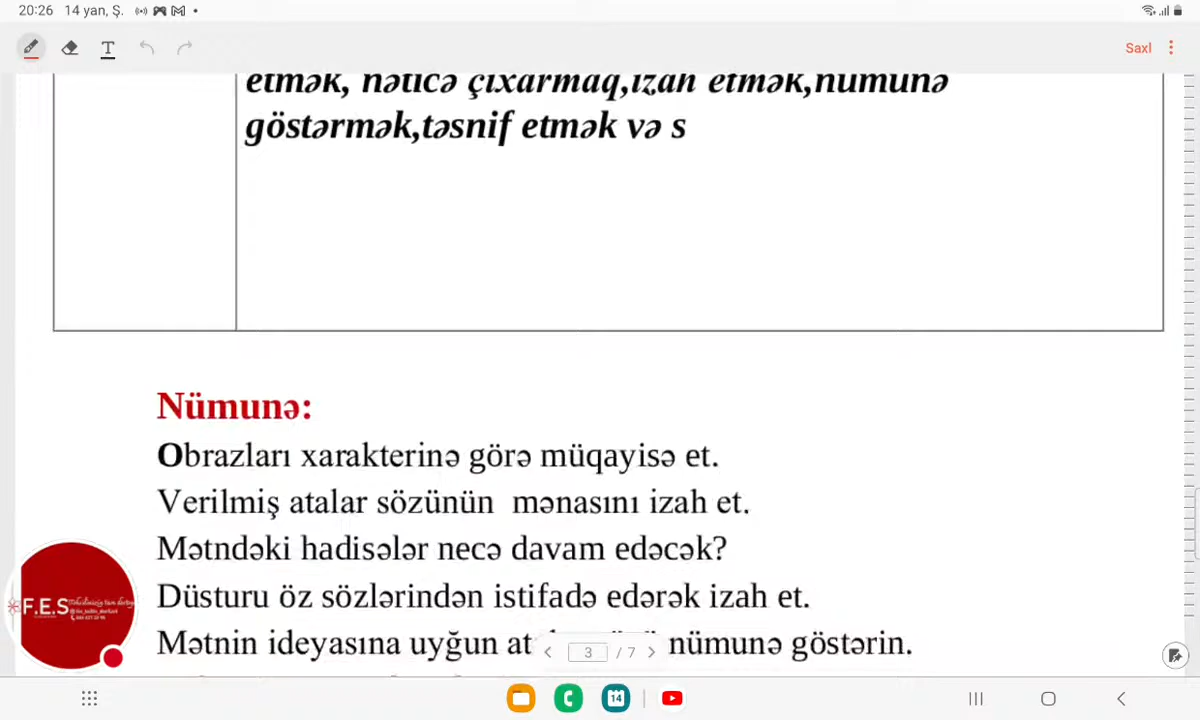 20:26 14 yan, Ş.
Saxl
etmək, nəticə çıxarmaq,izah etmək,nümunə
göstərmək,təsnif etmək və s
Nümunə:
Obrazları xarakterinə görə müqayisə et.
Verilmiş atalar sözünün mənasını izah et.
Mətndəki hadisələr necə davam edəcək?
Düsturu öz sözlərindən istifadə edərək izah et.
Mətnin ideyasına uyğun at nümunə göstərin.
3 / 7
F.E.S
14